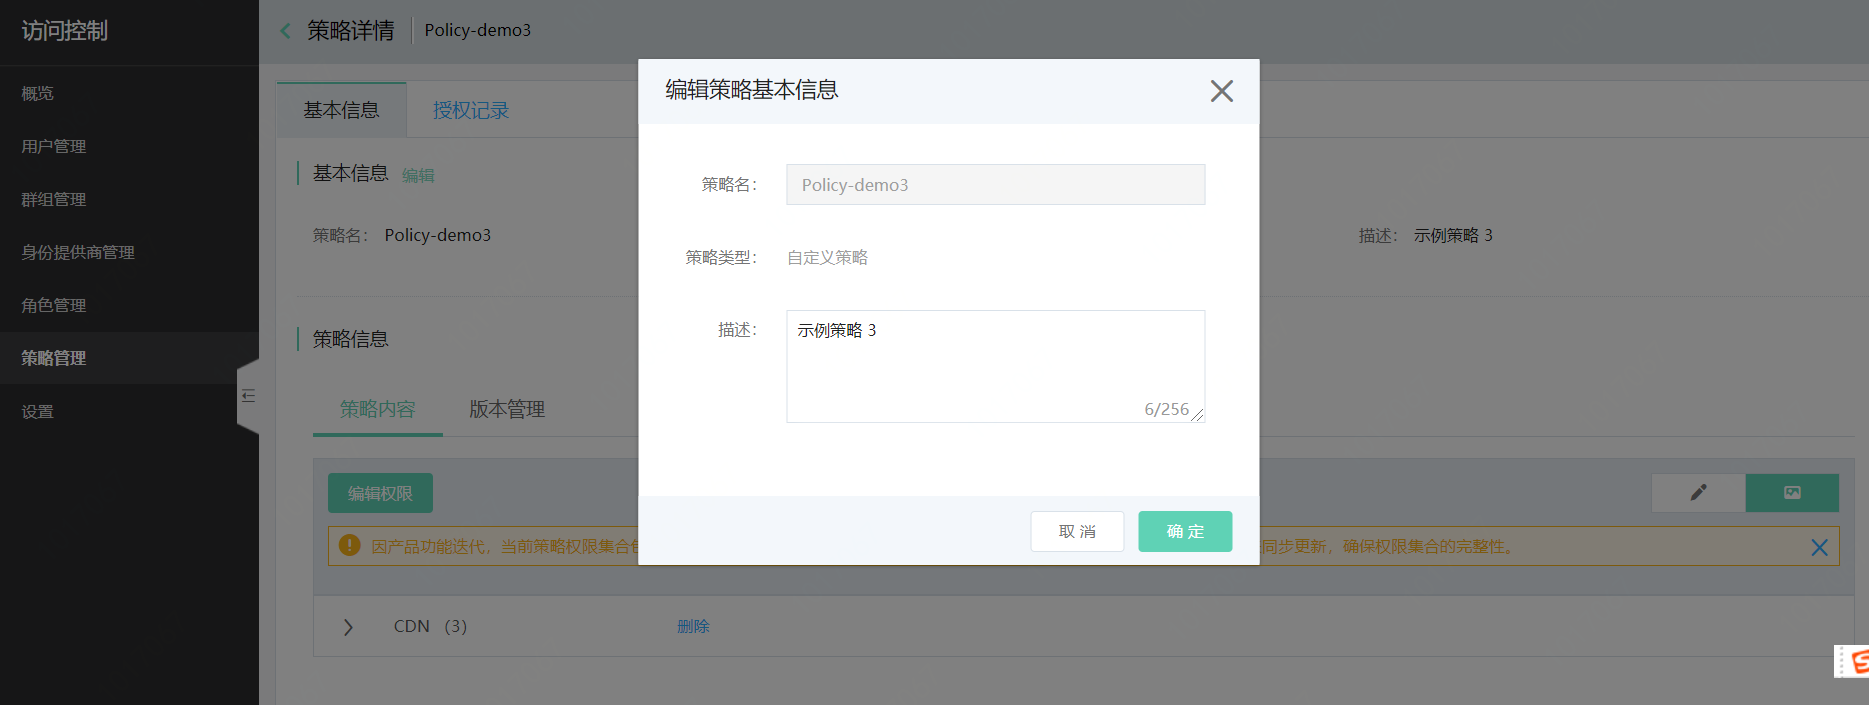 访问控制
概览
用户管理
群组管理
身份提供商管理
角色管理
策略管理
设置
策略详情
Policy-demo3
基本信息
授权记录
基本信息 编辑
策略名： Policy-demo3
描述： 示例策略 3
策略信息
策略内容
版本管理
编辑权限
因产品功能迭代，当前策略权限集合
同步更新，确保权限集合的完整性。
CDN （3）
删除
编辑策略基本信息
策略名： Policy-demo3
策略类型： 自定义策略
描述： 示例策略 3
6/256
取 消
确 定